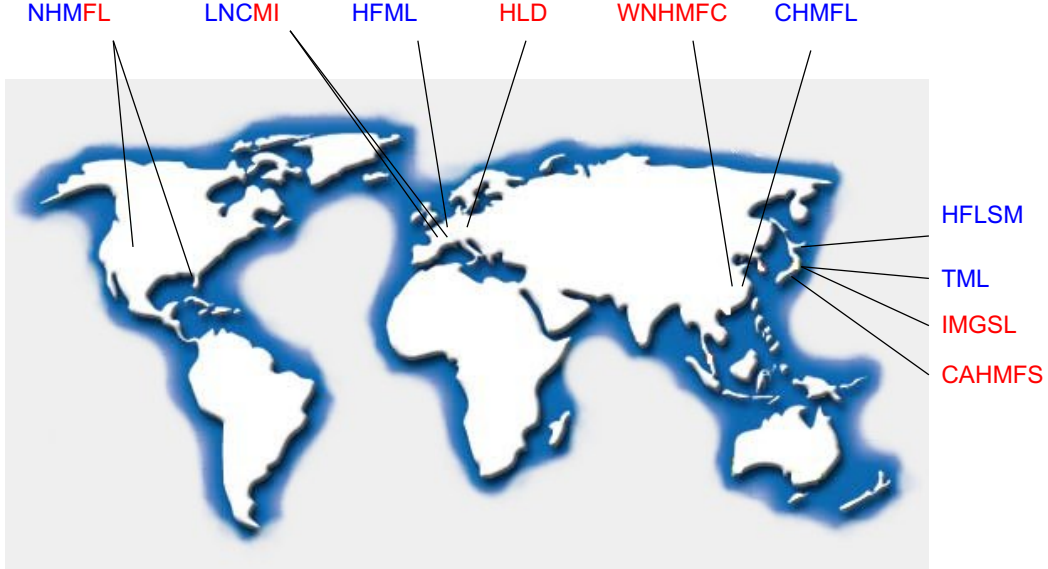 NHMFL LNCMI HFML HLD WNHMFC CHMFL
HFLSM
TML
IMGSL
CAHMFS